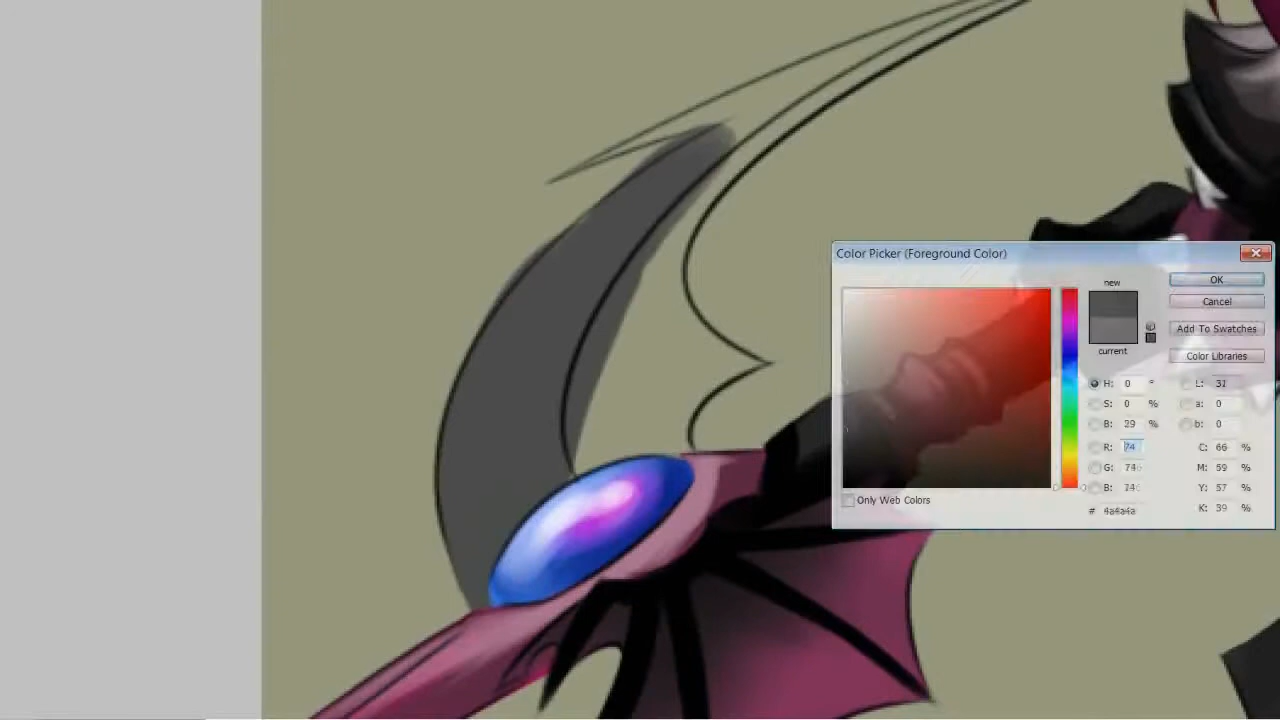 Color Picker (Foreground Color)
new
current
OK
Cancel
Add To Swatches
Color Libraries
H: 0 °
S: 0 %
B: 29 %
R: 74
G: 74
B: 74
L: 31
a: 0
b: 0
C: 66 %
M: 59 %
Y: 57 %
K: 39 %
# 4a4a4a
Only Web Colors